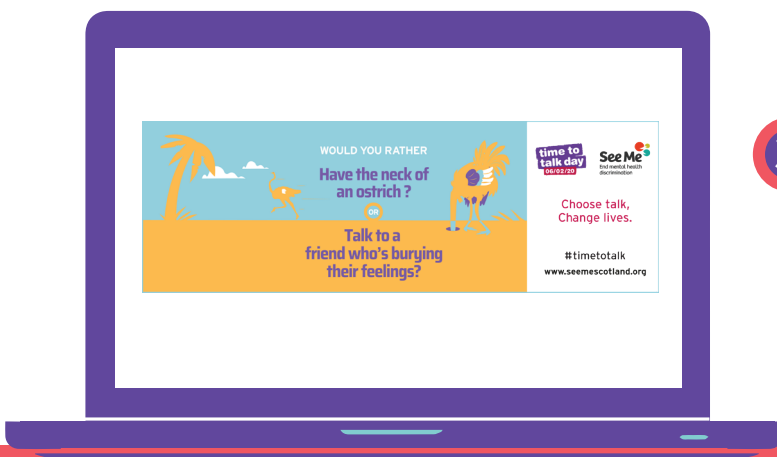 WOULD YOU RATHER
Have the neck of
an ostrich ?
OR
Talk to a
friend who's burying
their feelings?
time to
talk day
06/02/20
See Me
End mental health
discrimination
Choose talk,
Change lives.
#timetotalk
www.seemescotland.org